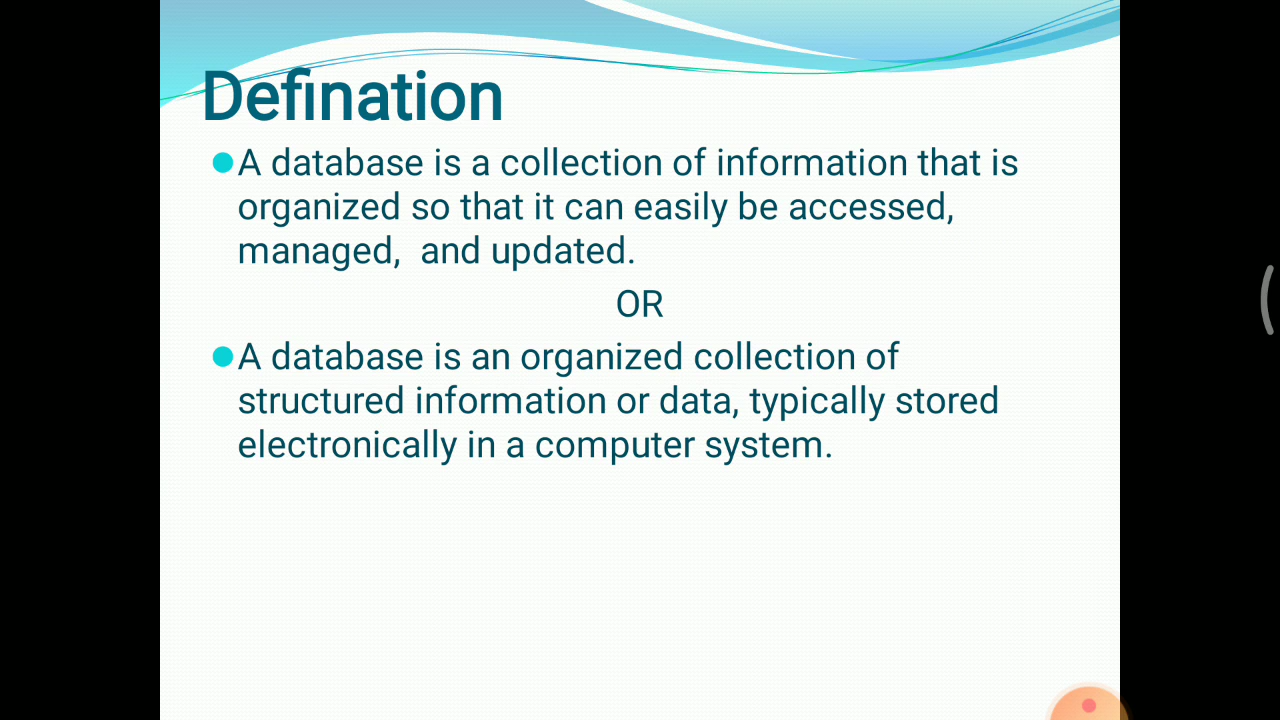 Defination
A database is a collection of information that is
organized so that it can easily be accessed,
managed,  and updated.
OR
A database is an organized collection of
structured information or data, typically stored
electronically in a computer system.